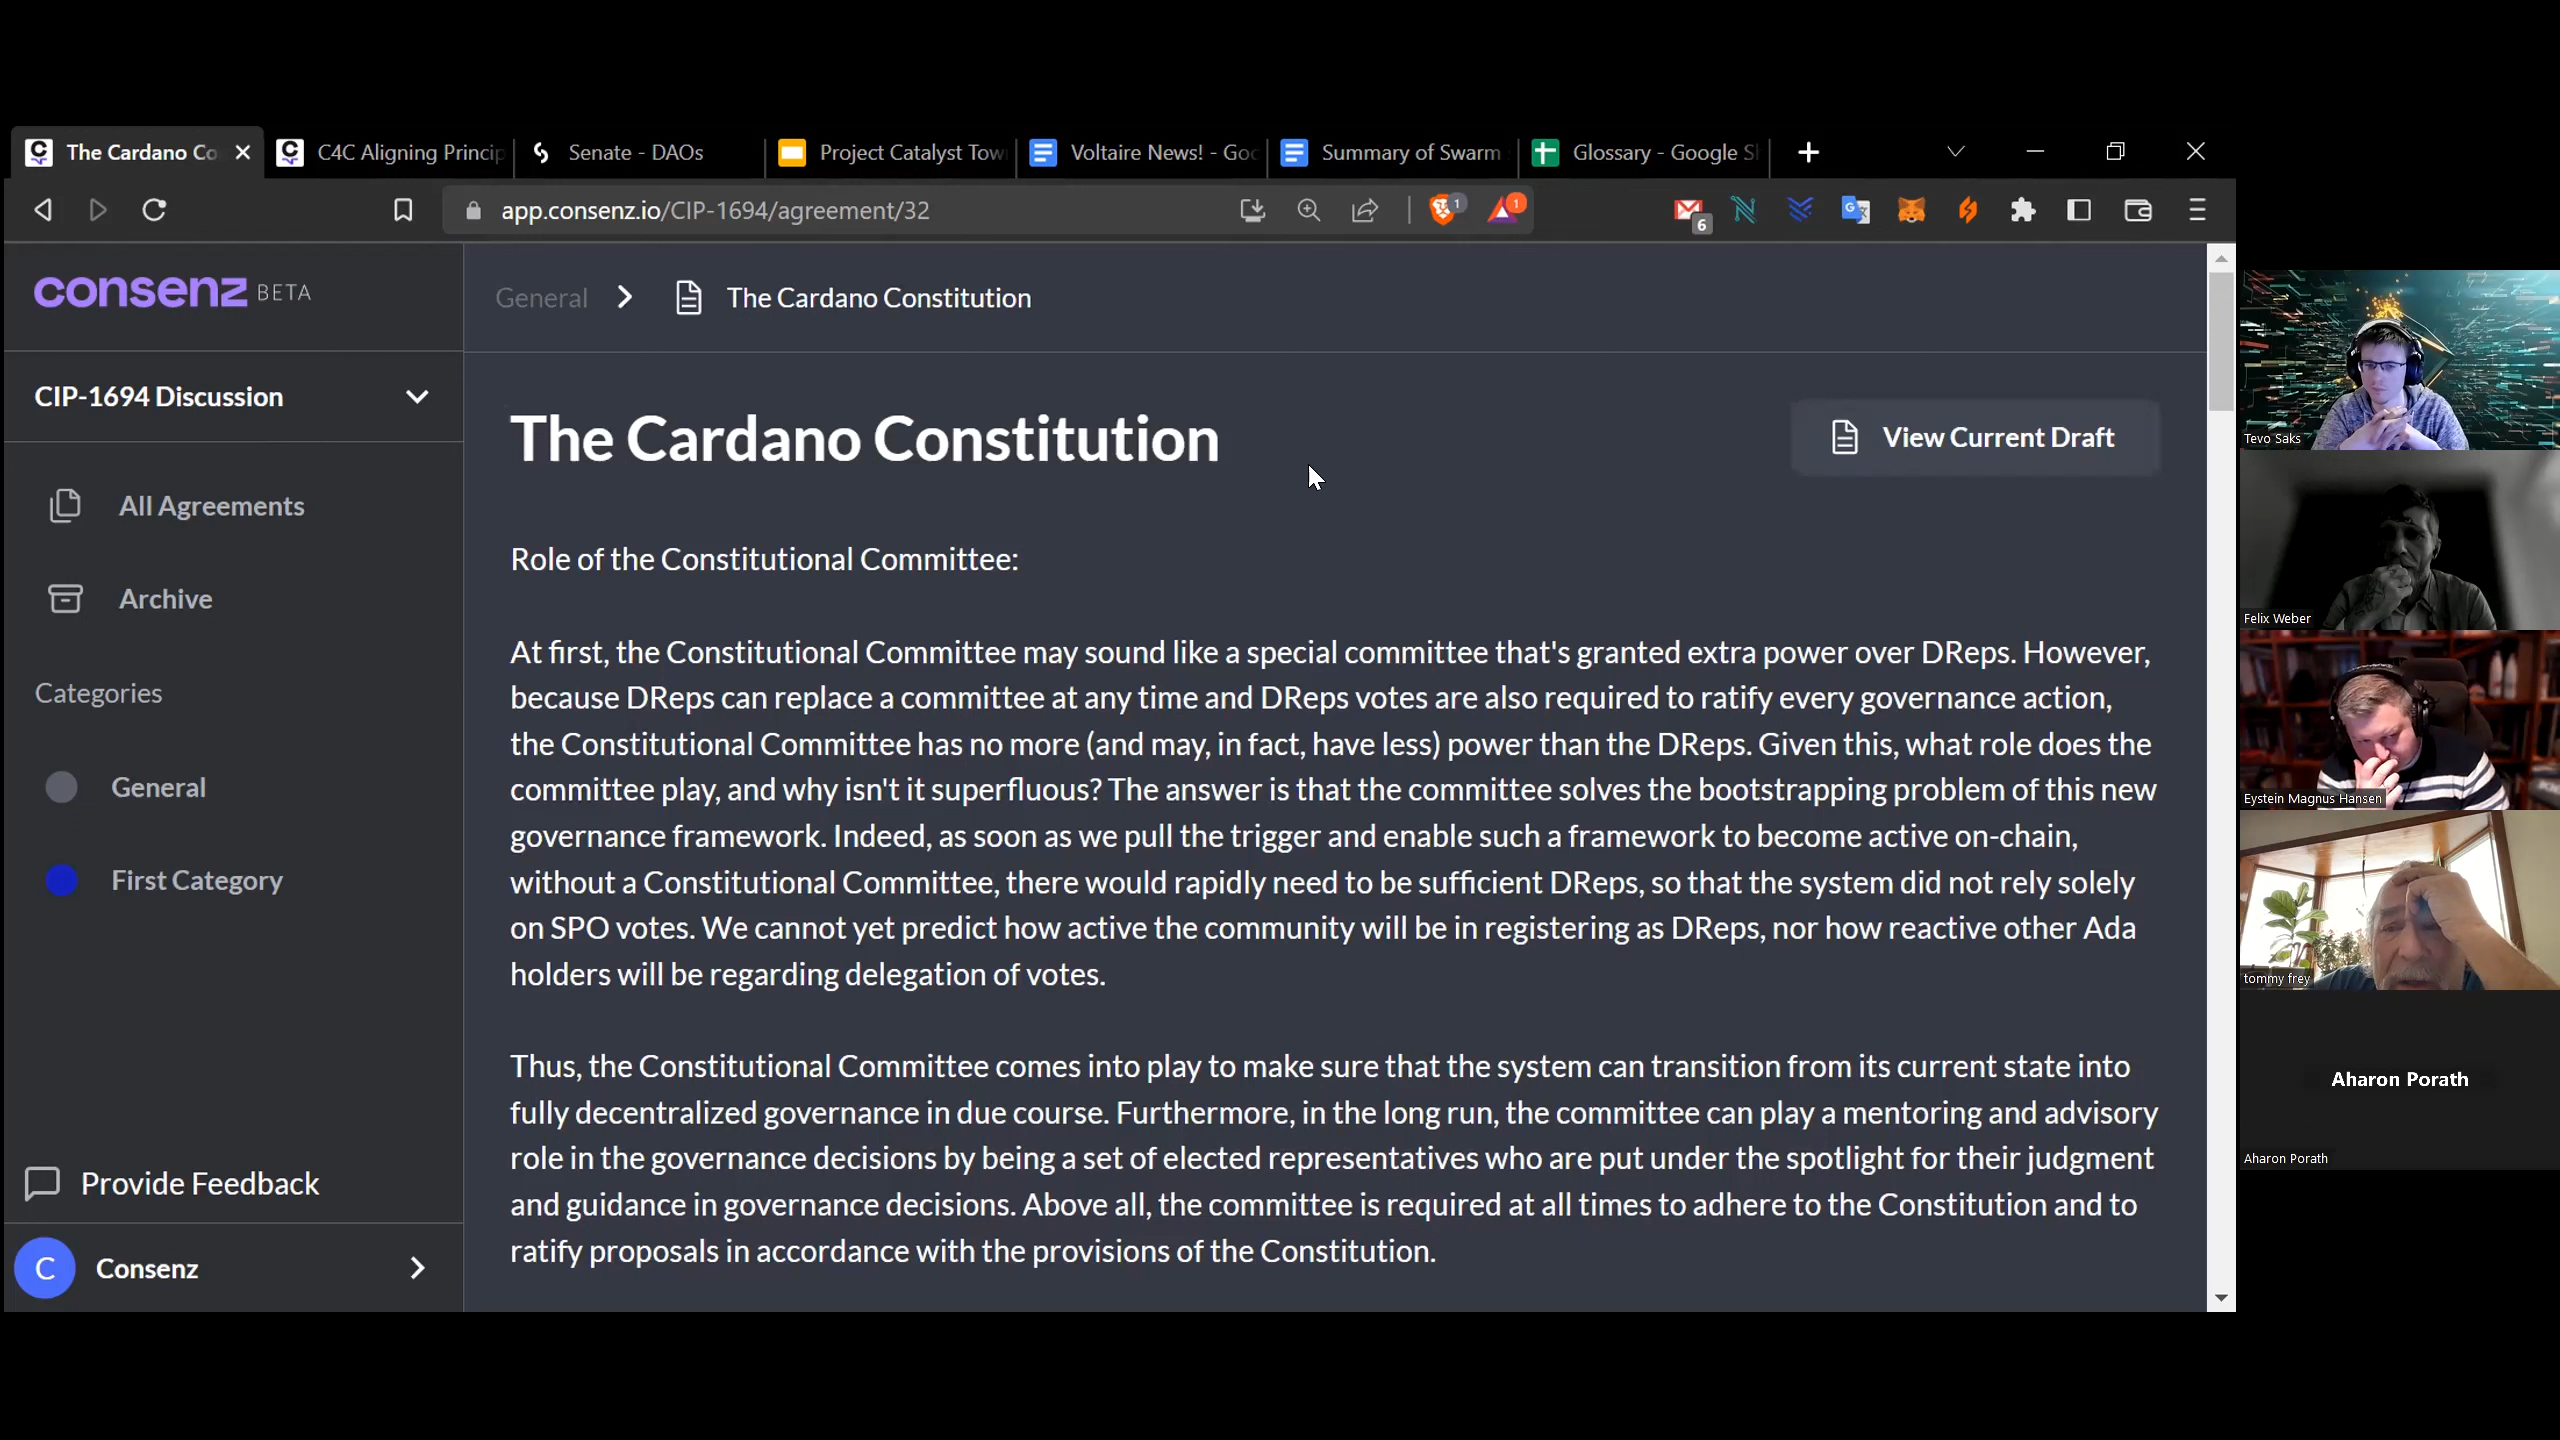 The Cardano Co
C4C Aligning Princip
Senate - DAOs
Project Catalyst Tow
Voltaire News! - Goo
Summary of Swarm
Glossary - Google Sh
app.consenz.io/CIP-1694/agreement/32
1
1
6
consenz BETA
General
The Cardano Constitution
CIP-1694 Discussion
All Agreements
Archive
Categories
General
First Category
Provide Feedback
C
Consenz
The Cardano Constitution
View Current Draft
Role of the Constitutional Committee:
At first, the Constitutional Committee may sound like a special committee that's granted extra power over DReps. However,
because DReps can replace a committee at any time and DReps votes are also required to ratify every governance action,
the Constitutional Committee has no more (and may, in fact, have less) power than the DReps. Given this, what role does the
committee play, and why isn't it superfluous? The answer is that the committee solves the bootstrapping problem of this new
governance framework. Indeed, as soon as we pull the trigger and enable such a framework to become active on-chain,
without a Constitutional Committee, there would rapidly need to be sufficient DReps, so that the system did not rely solely
on SPO votes. We cannot yet predict how active the community will be in registering as DReps, nor how reactive other Ada
holders will be regarding delegation of votes.
Thus, the Constitutional Committee comes into play to make sure that the system can transition from its current state into
fully decentralized governance in due course. Furthermore, in the long run, the committee can play a mentoring and advisory
role in the governance decisions by being a set of elected representatives who are put under the spotlight for their judgment
and guidance in governance decisions. Above all, the committee is required at all times to adhere to the Constitution and to
ratify proposals in accordance with the provisions of the Constitution.
Tevo Saks
Felix Weber
Eystein Magnus Hansen
tommy frey
Aharon Porath
Aharon Porath